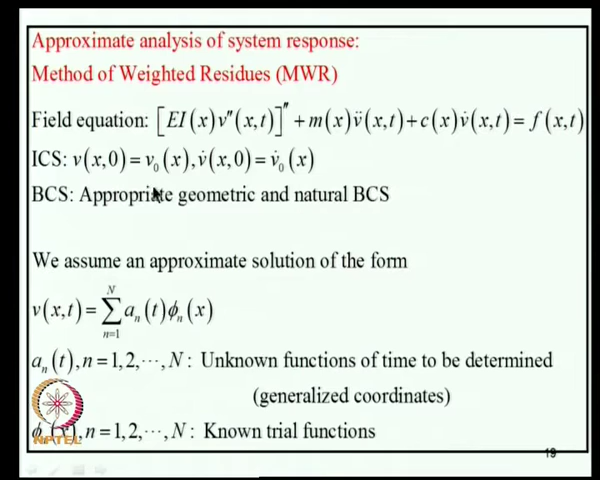 Approximate analysis of system response:
Method of Weighted Residues (MWR)
Field equation: [EI(x)v″(x,t)]″ + m(x)v̈(x,t) + c(x)v̇(x,t) = f(x,t)
ICS: v(x,0) = v₀(x), v̇(x,0) = v̇₀(x)
BCS: Appropriate geometric and natural BCS
We assume an approximate solution of the form
v(x,t) = ∑ₙ₌₁ᴺ aₙ(t)ϕₙ(x)
aₙ(t), n = 1,2,⋯,N : Unknown functions of time to be determined
(generalized coordinates)
ϕₙ(x), n = 1,2,⋯,N : Known trial functions
NPTEL
19